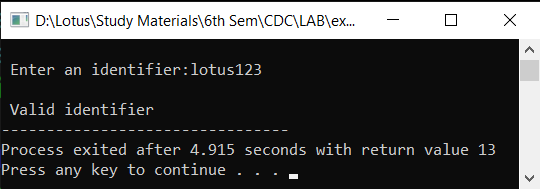 D:\Lotus\Study Materials\6th Sem\CDC\LAB\ex...
Enter an identifier:lotus123
Valid identifier
--------------------------------
Process exited after 4.915 seconds with return value 13
Press any key to continue . . .